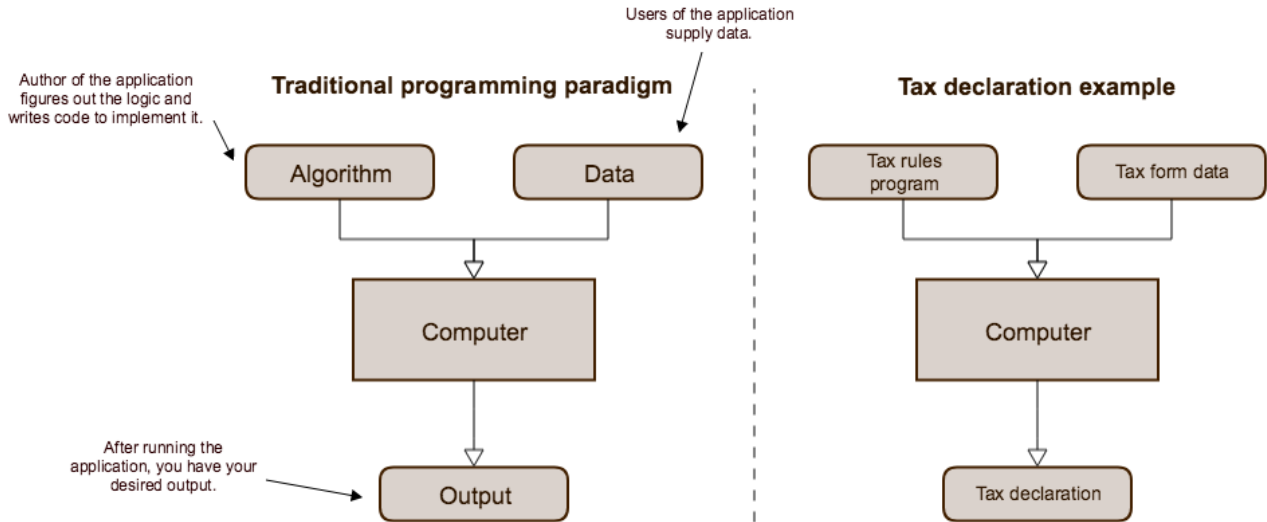 Users of the application
supply data.
Author of the application
figures out the logic and
writes code to implement it.
Traditional programming paradigm
Tax declaration example
Algorithm
Data
Tax rules
program
Tax form data
Computer
Computer
After running the
application, you have your
desired output.
Output
Tax declaration